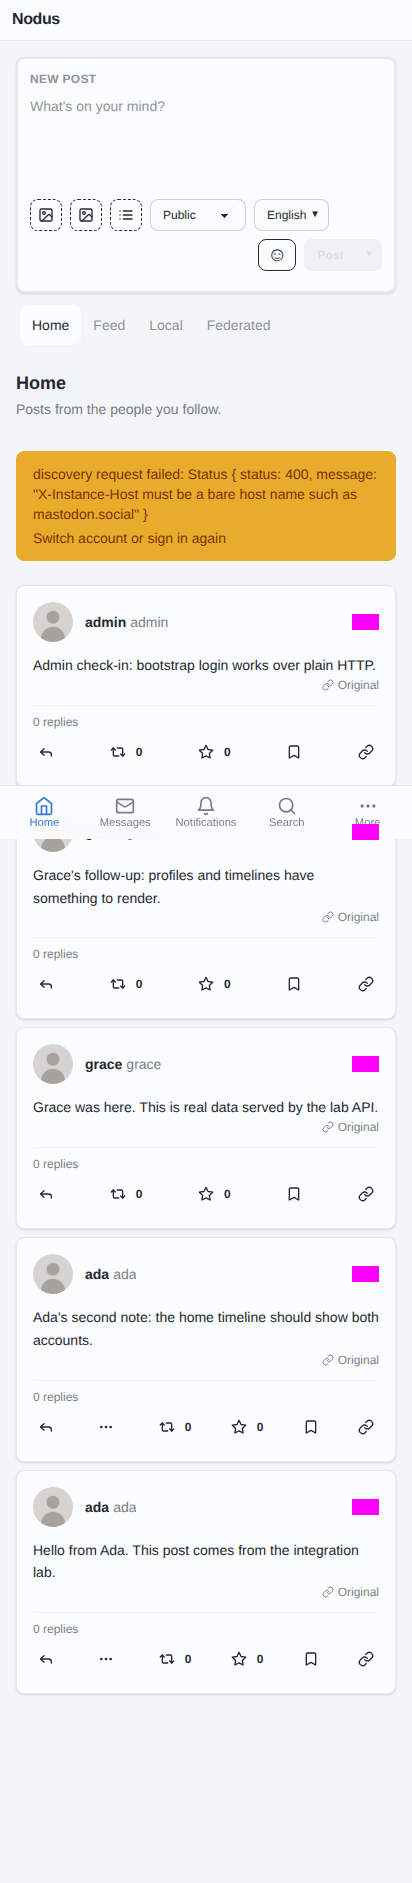 Nodus
NEW POST
What's on your mind?
Public
English
Post
Home Feed Local Federated
Home
Posts from the people you follow.
discovery request failed: Status { status: 400, message:
"X-Instance-Host must be a bare host name such as
mastodon.social" }
Switch account or sign in again
admin admin
Admin check-in: bootstrap login works over plain HTTP.
Original
0 replies
0 0
Home Messages Notifications Search More
Grace's follow-up: profiles and timelines have
something to render.
Original
0 replies
0 0
grace grace
Grace was here. This is real data served by the lab API.
Original
0 replies
0 0
ada ada
Ada's second note: the home timeline should show both
accounts.
Original
0 replies
0 0
ada ada
Hello from Ada. This post comes from the integration
lab.
Original
0 replies
0 0